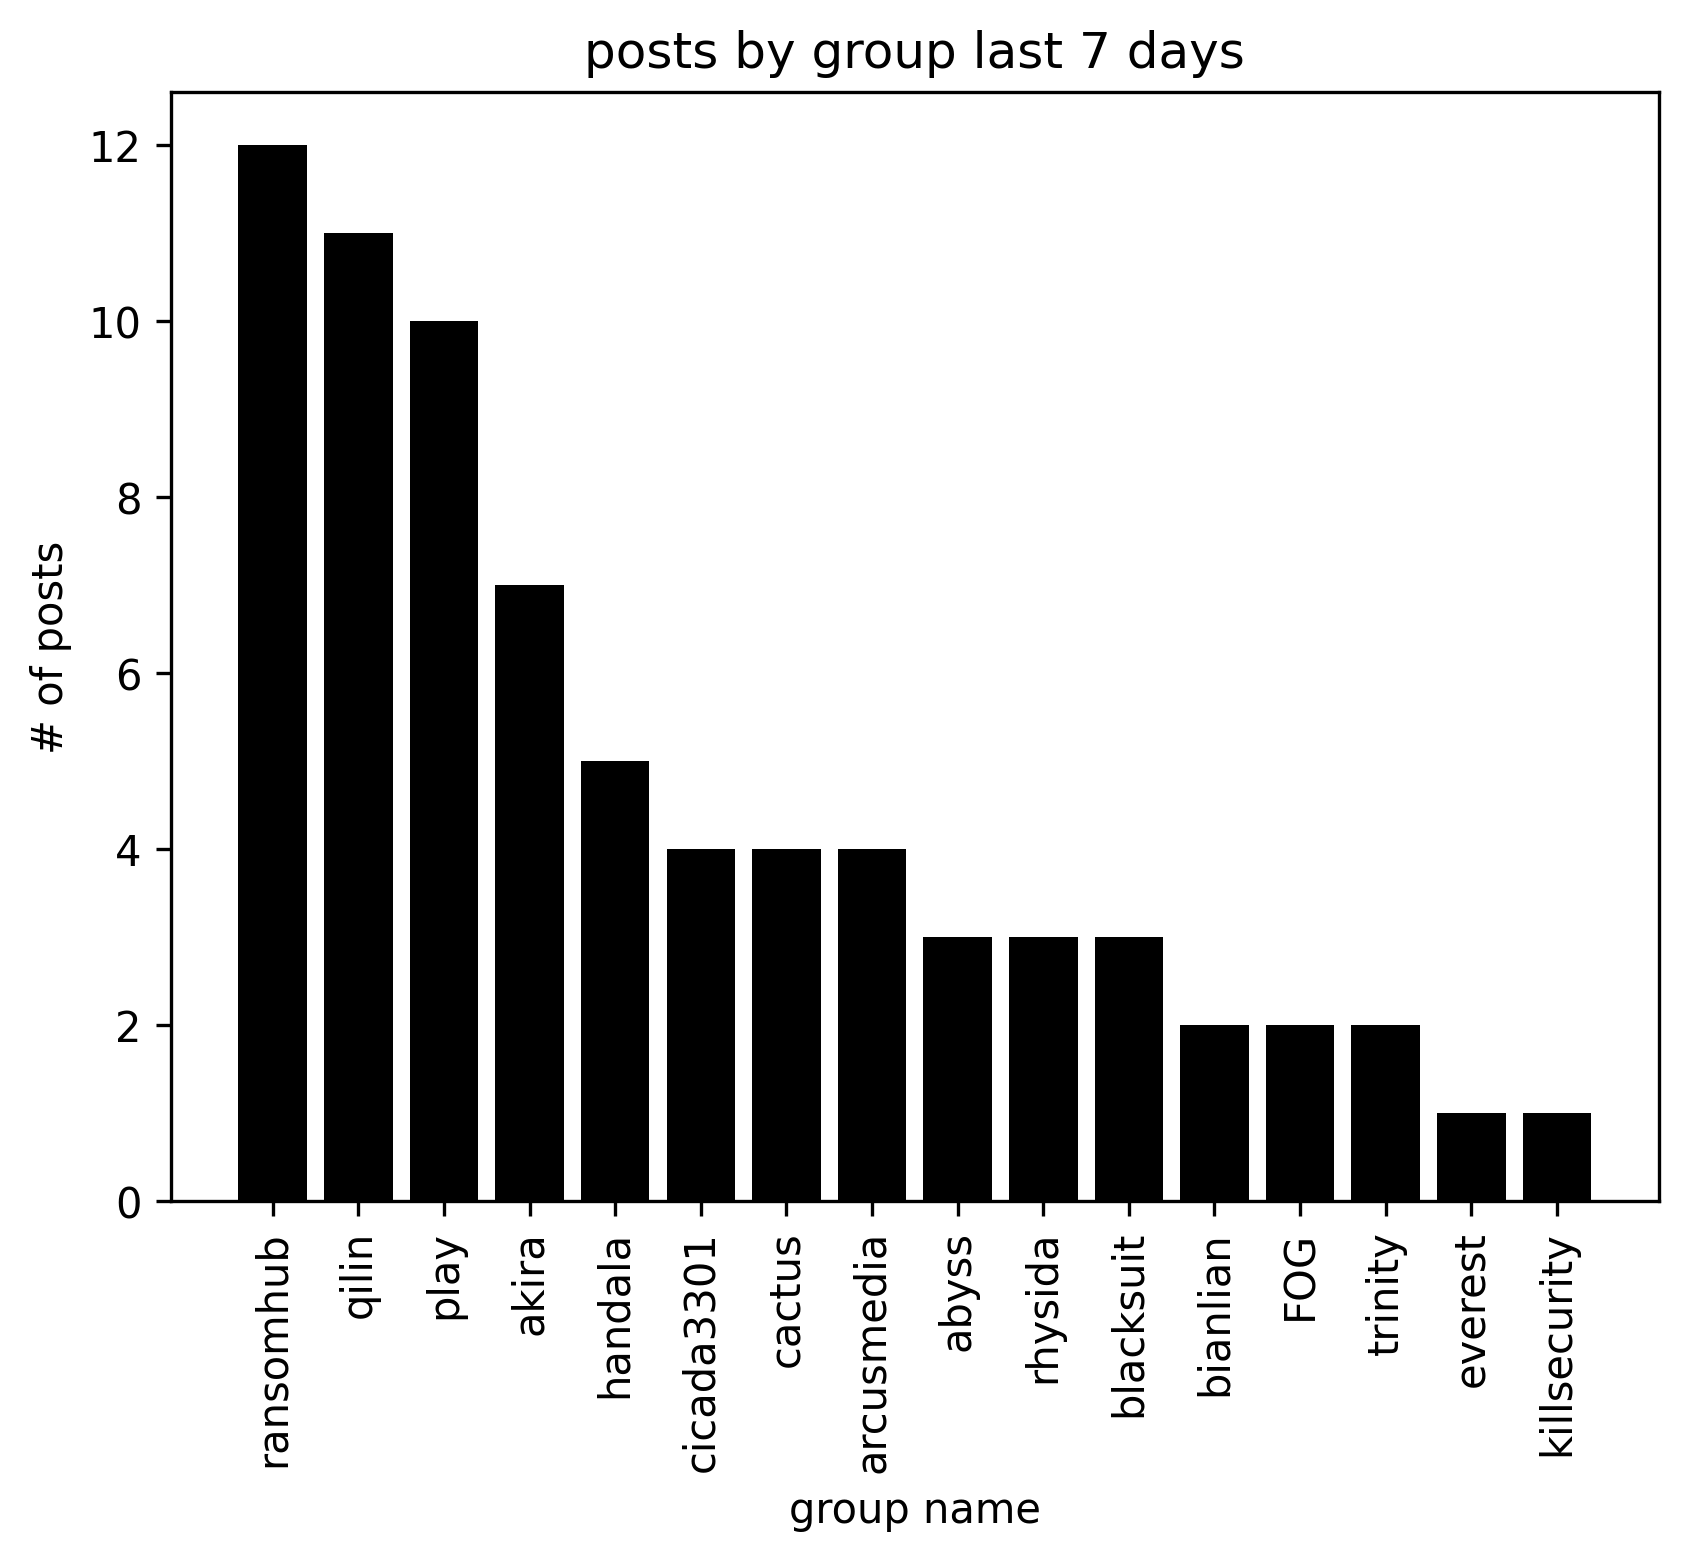 posts by group last 7 days
12
10
8
6
4
2
0
# of posts
ransomhub
qilin
play
akira
handala
cicada3301
cactus
arcusmedia
abyss
rhysida
blacksuit
bianlian
FOG
trinity
everest
killsecurity
group name